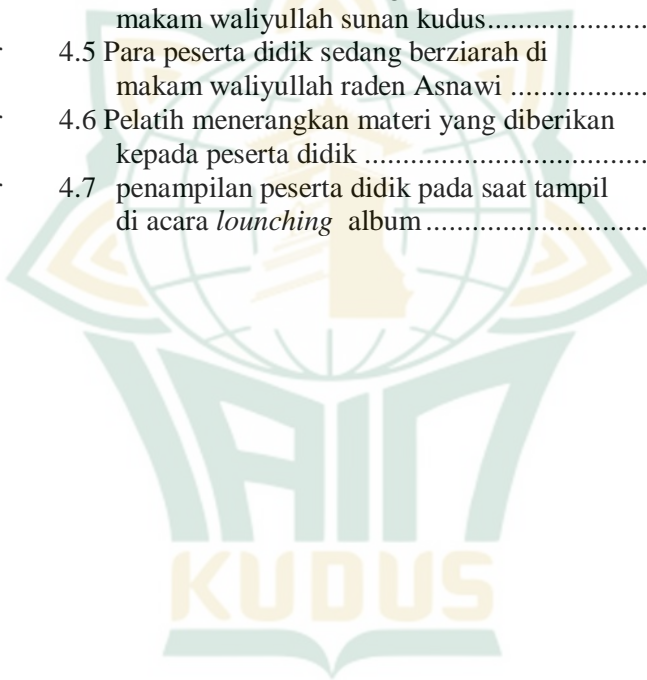 makam waliyullah sunan kudus....................
4.5 Para peserta didik sedang berziarah di
makam waliyullah raden Asnawi ..................
4.6 Pelatih menerangkan materi yang diberikan
kepada peserta didik .....................................
4.7 penampilan peserta didik pada saat tampil
di acara lounching album.............................
IAIN
KUDUS